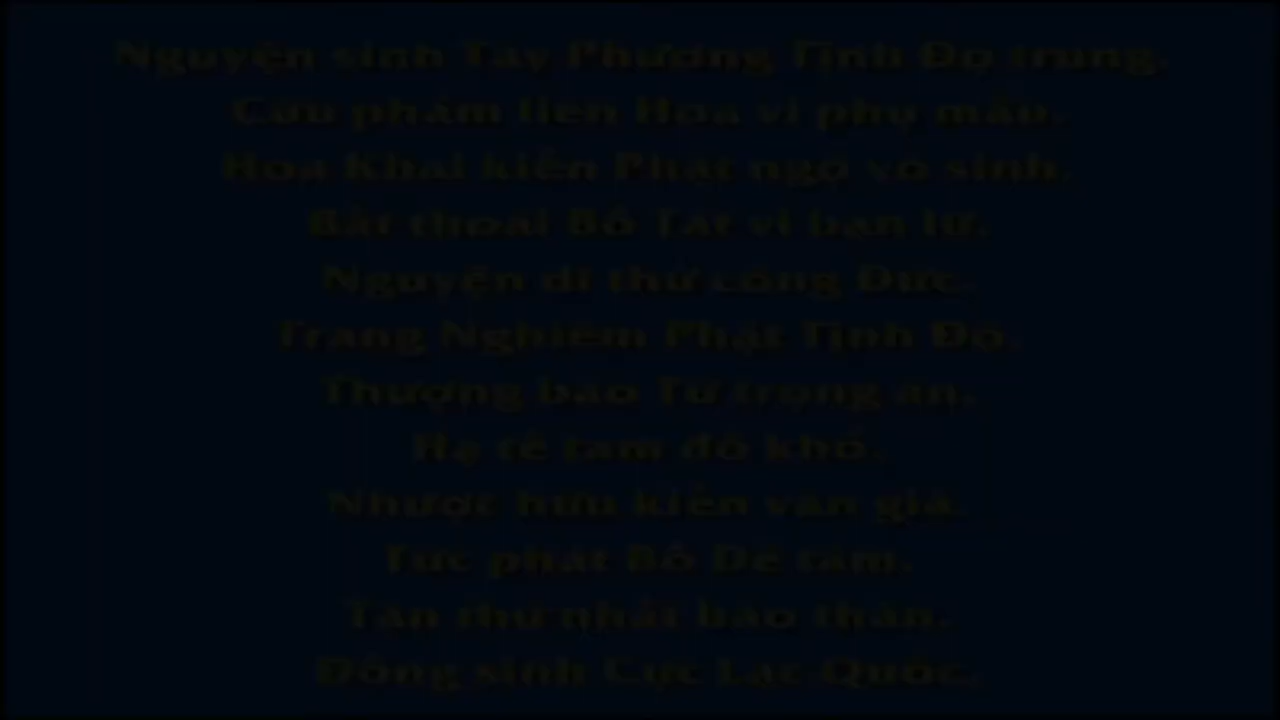 Nguyện sinh Tây Phương Tịnh Độ trung.
Cửu phẩm liên Hoa vi phụ mẫu.
Hoa Khai kiến Phật ngộ vô sinh.
Bất thoái Bồ Tát vi bạn lữ.
Nguyện dĩ thử công Đức.
Trang Nghiêm Phật Tịnh Độ.
Thượng báo Tứ trọng ân.
Hạ tế tam đồ khổ.
Nhược hữu kiến văn giả
Tức phát Bồ Đề tâm.
Tận thử nhất báo thân.
Đồng sinh Cực Lạc Quốc.